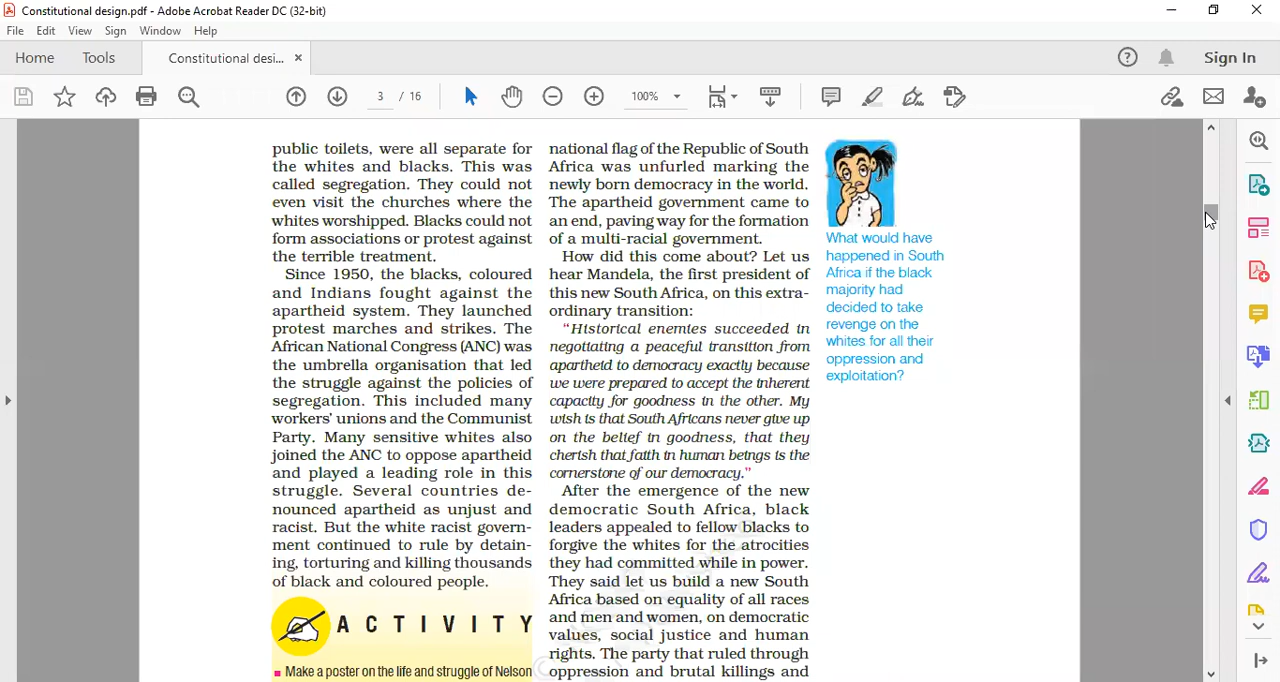 Constitutional design.pdf - Adobe Acrobat Reader DC (32-bit)
File Edit View Sign Window Help
Home Tools Constitutional desi... × Sign In
3 / 16 100%
public toilets, were all separate for
the whites and blacks. This was
called segregation. They could not
even visit the churches where the
whites worshipped. Blacks could not
form associations or protest against
the terrible treatment.
Since 1950, the blacks, coloured
and Indians fought against the
apartheid system. They launched
protest marches and strikes. The
African National Congress (ANC) was
the umbrella organisation that led
the struggle against the policies of
segregation. This included many
workers' unions and the Communist
Party. Many sensitive whites also
joined the ANC to oppose apartheid
and played a leading role in this
struggle. Several countries de-
nounced apartheid as unjust and
racist. But the white racist govern-
ment continued to rule by detain-
ing, torturing and killing thousands
of black and coloured people.
ACTIVITY
Make a poster on the life and struggle of Nelson
national flag of the Republic of South
Africa was unfurled marking the
newly born democracy in the world.
The apartheid government came to
an end, paving way for the formation
of a multi-racial government.
How did this come about? Let us
hear Mandela, the first president of
this new South Africa, on this extra-
ordinary transition:
“Historical enemies succeeded in
negotiating a peaceful transition from
apartheid to democracy exactly because
we were prepared to accept the inherent
capacity for goodness in the other. My
wish is that South Africans never give up
on the belief in goodness, that they
cherish that faith in human beings is the
cornerstone of our democracy.”
After the emergence of the new
democratic South Africa, black
leaders appealed to fellow blacks to
forgive the whites for the atrocities
they had committed while in power.
They said let us build a new South
Africa based on equality of all races
and men and women, on democratic
values, social justice and human
rights. The party that ruled through
oppression and brutal killings and
What would have
happened in South
Africa if the black
majority had
decided to take
revenge on the
whites for all their
oppression and
exploitation?